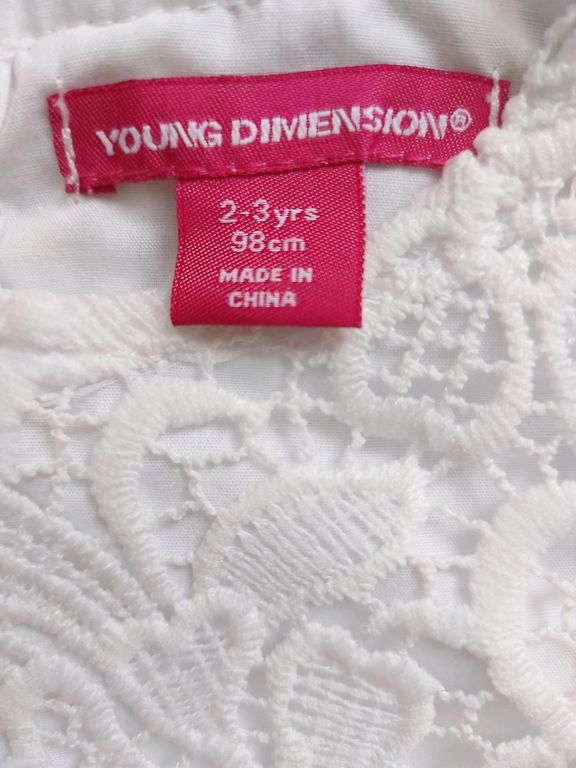 YOUNG DIMENSION®
2-3yrs
98cm
MADE IN
CHINA